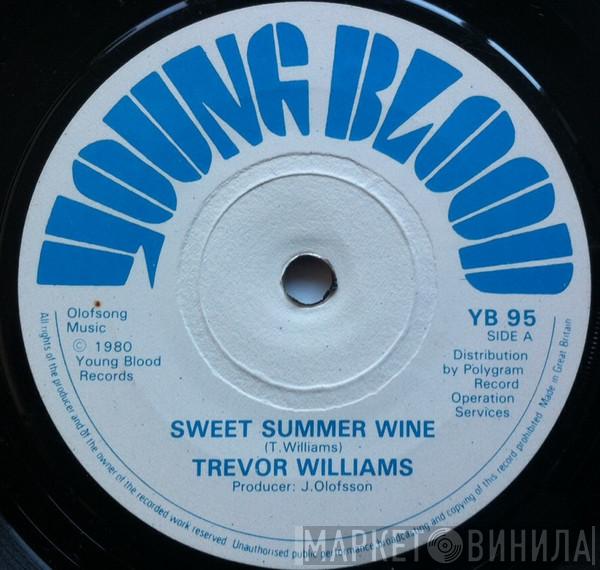 YOUNG BLOOD
Olofsong
Music
© 1980
Young Blood
Records
YB 95
SIDE A
Distribution
by Polygram
Record
Operation
Services
SWEET SUMMER WINE
(T.Williams)
TREVOR WILLIAMS
Producer: J.Olofsson
All rights of the producer and of the owner of the recorded work reserved. Unauthorised public performance broadcasting and copying of this record prohibited Made in Great Britain
МАРКЕТ ВИНИЛА